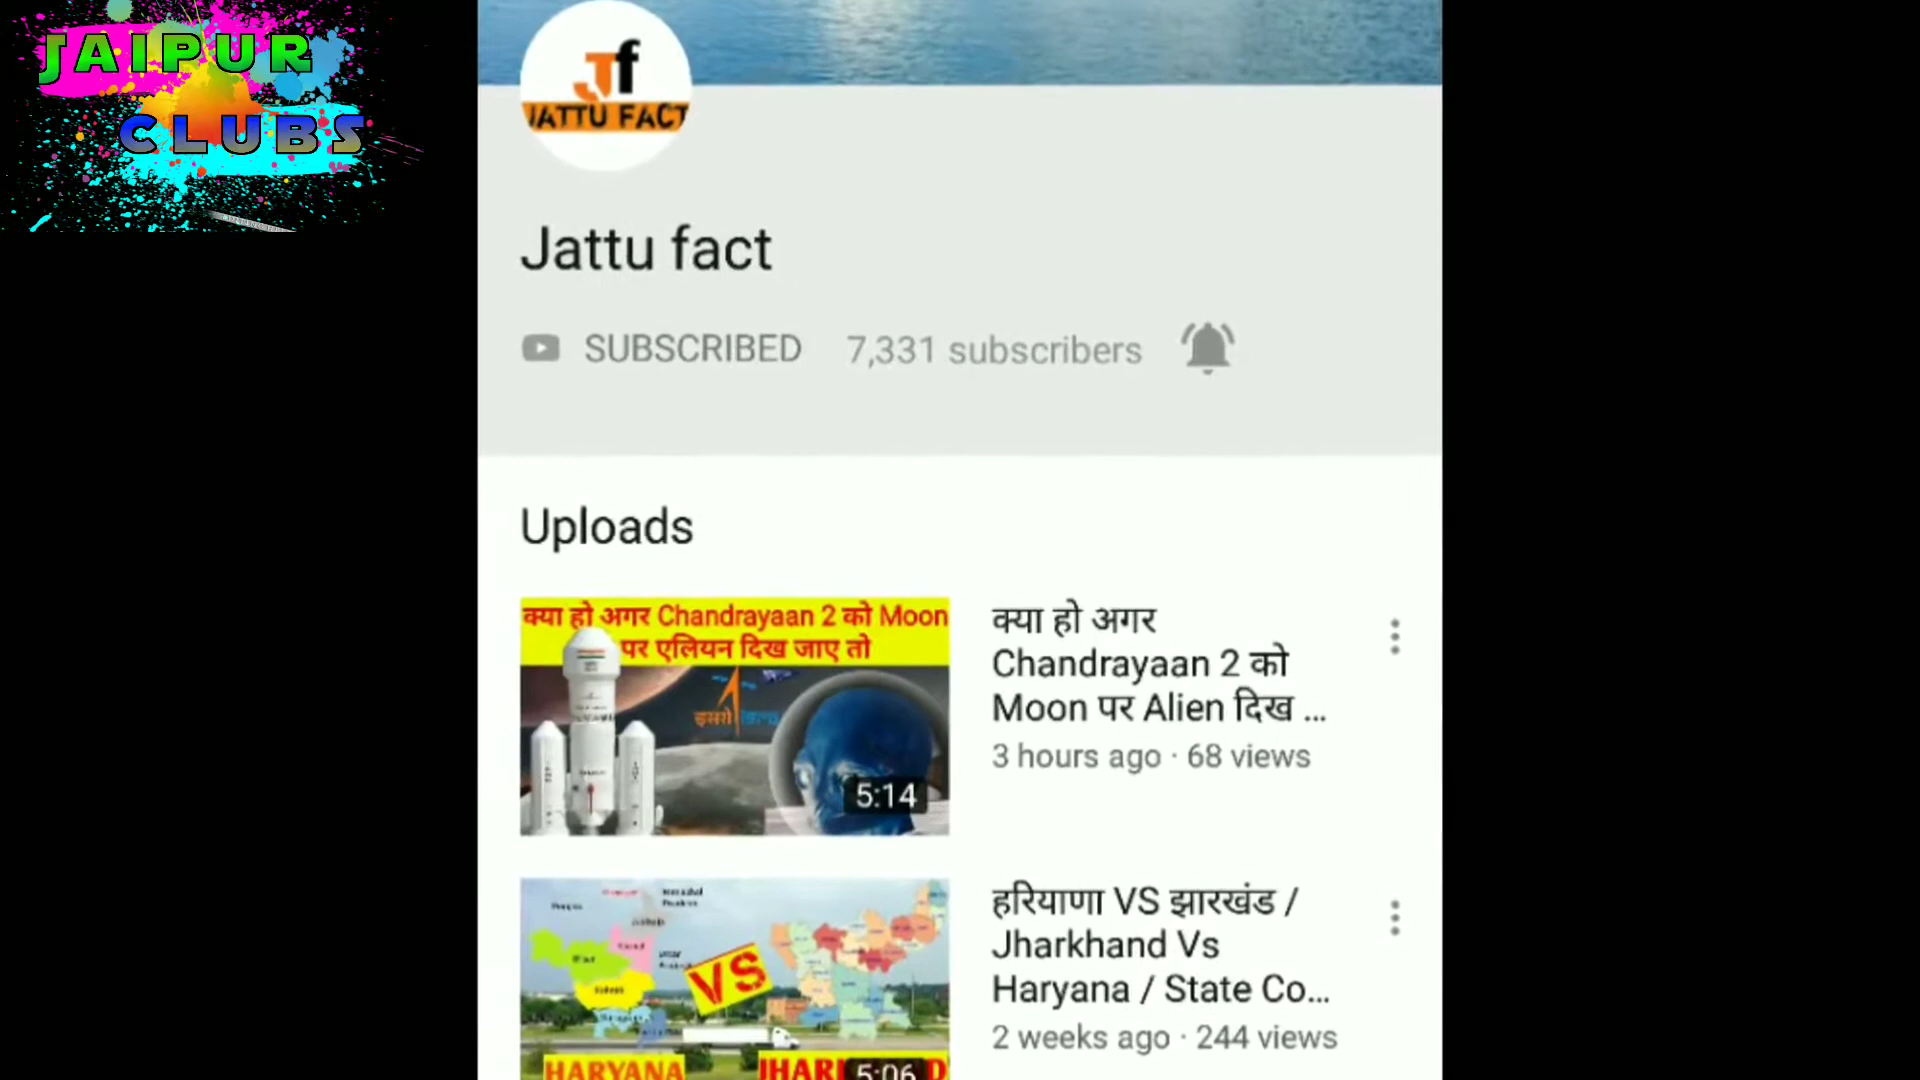 JAIPUR
CLUBS
Jf
JATTU FACT
Jattu fact
SUBSCRIBED 7,331 subscribers
Uploads
क्या हो अगर Chandrayaan 2 को Moon
पर एलियन दिख जाए तो
इसरो
5:14
क्या हो अगर
Chandrayaan 2 को
Moon पर Alien दिख ...
3 hours ago · 68 views
VS
HARYANA
5:06
हरियाणा VS झारखंड /
Jharkhand Vs
Haryana / State Co...
2 weeks ago · 244 views